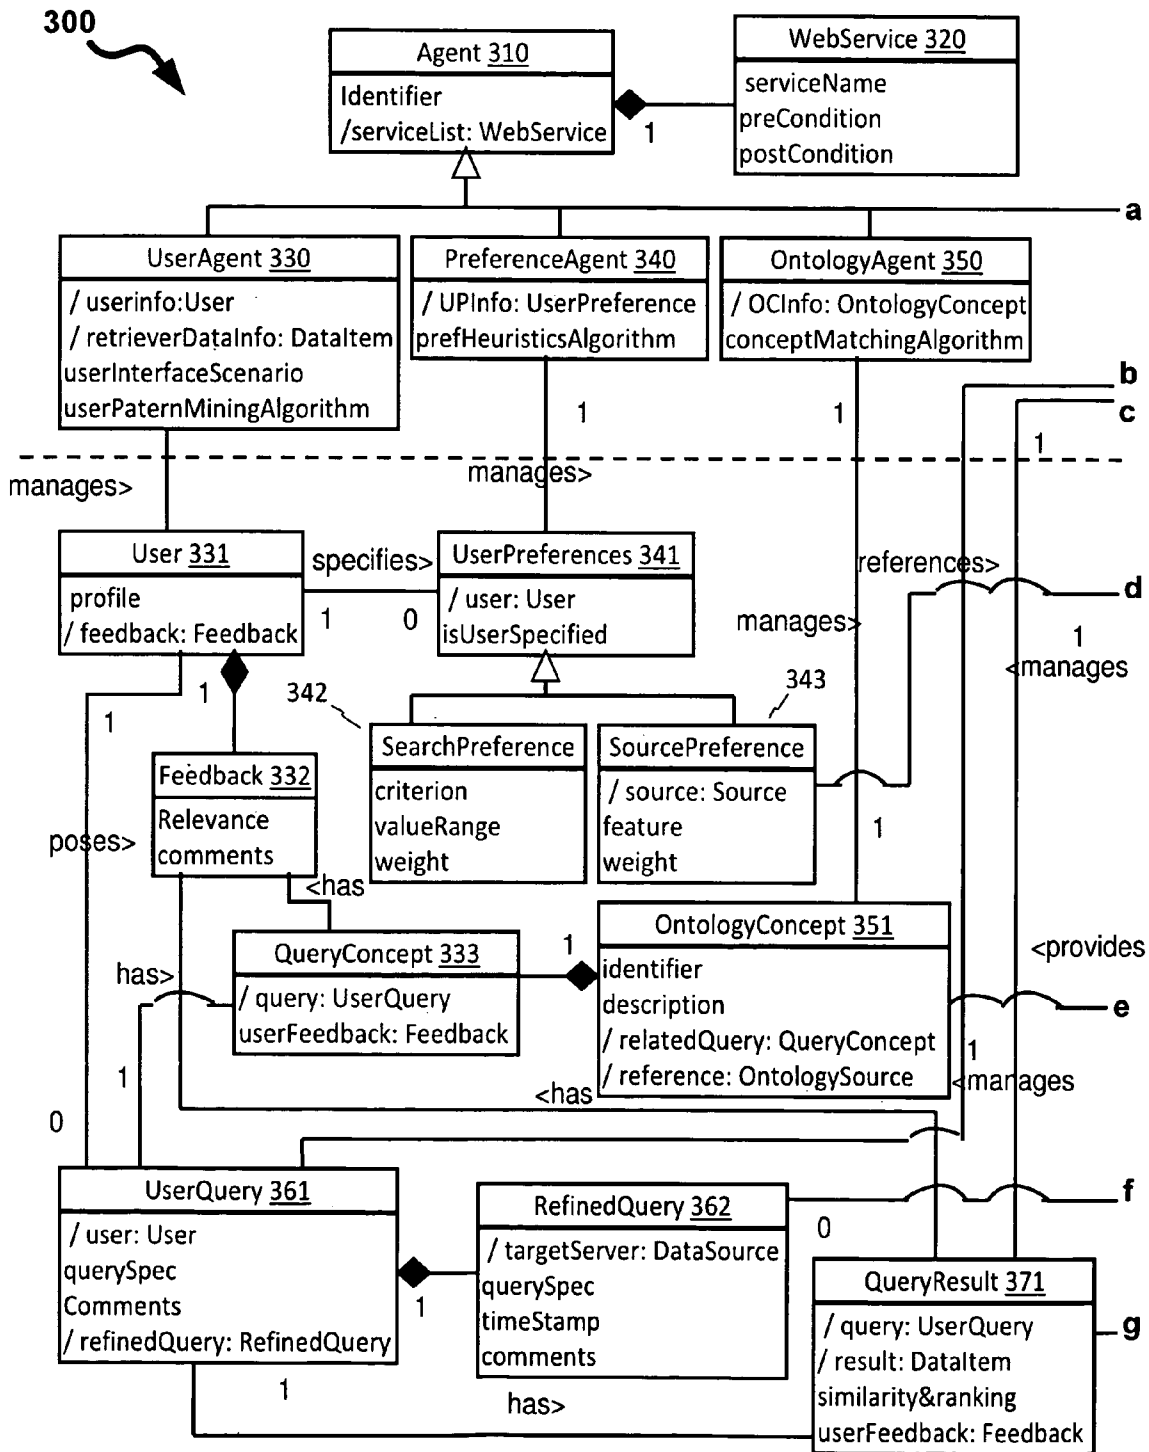 300
Agent 310
Identifier
/serviceList: WebService
1
WebService 320
serviceName
preCondition
postCondition
a
UserAgent 330
/ userinfo:User
/ retrieverDataInfo: DataItem
userInterfaceScenario
userPaternMiningAlgorithm
PreferenceAgent 340
/ UPInfo: UserPreference
prefHeuristicsAlgorithm
OntologyAgent 350
/ OCInfo: OntologyConcept
conceptMatchingAlgorithm
b
c
1
1
1
manages>
manages>
User 331
profile
/ feedback: Feedback
specifies>
1
0
UserPreferences 341
/ user: User
isUserSpecified
references>
d
manages>
1
<manages
1
1
342
343
SearchPreference
criterion
valueRange
weight
SourcePreference
/ source: Source
feature
weight
1
Feedback 332
Relevance
comments
poses>
<has
QueryConcept 333
/ query: UserQuery
userFeedback: Feedback
1
OntologyConcept 351
identifier
description
/ relatedQuery: QueryConcept
/ reference: OntologySource
<provides
has>
e
1
1
<manages
<has
0
UserQuery 361
/ user: User
querySpec
Comments
/ refinedQuery: RefinedQuery
1
RefinedQuery 362
/ targetServer: DataSource
querySpec
timeStamp
comments
f
0
QueryResult 371
/ query: UserQuery
/ result: DataItem
similarity&ranking
userFeedback: Feedback
g
1
has>